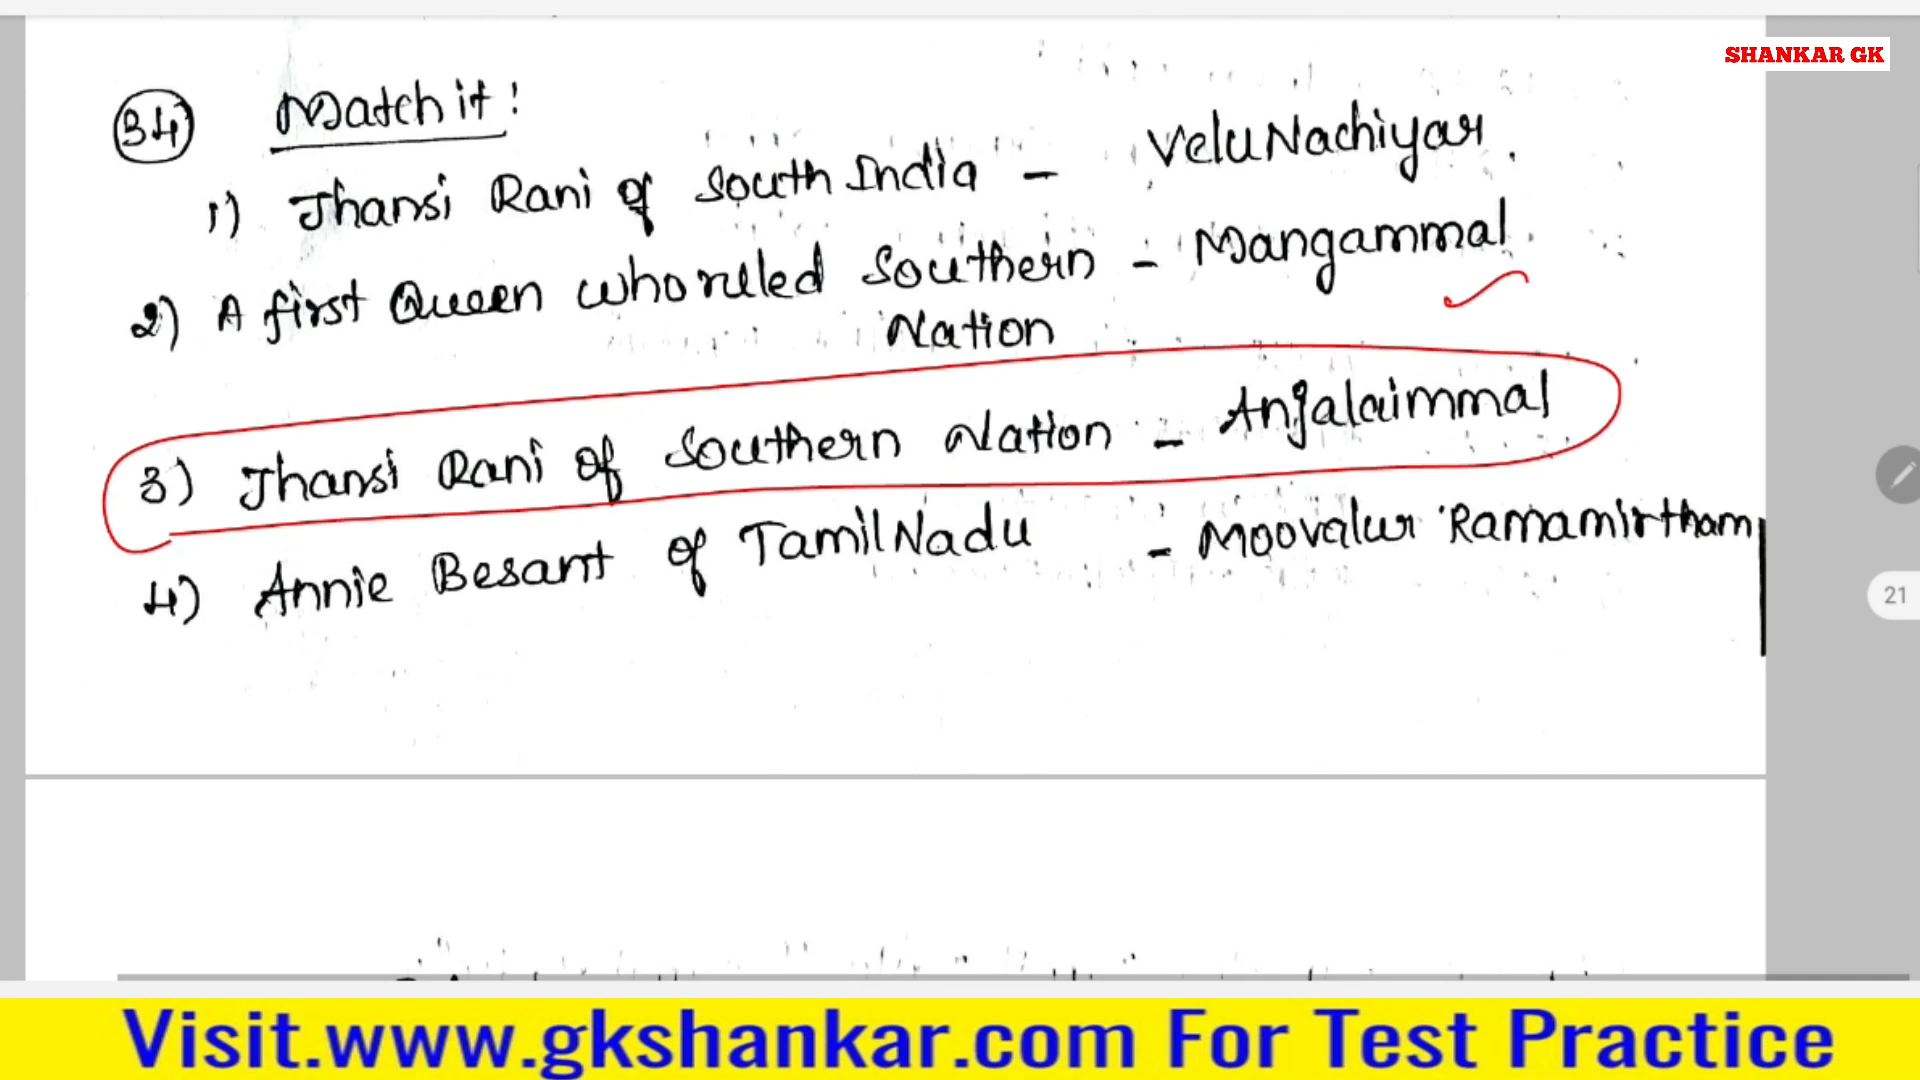 SHANKAR GK
34 Match it!
1) Jhansi Rani of South India - Velu Nachiyar.
2) A first Queen who ruled Southern - Mangammal.
Nation
3) Jhansi Rani of Southern Nation - Anjalaimmal
4) Annie Besant of Tamil Nadu - Moovalur Ramamirtham
21
Visit.www.gkshankar.com For Test Practice